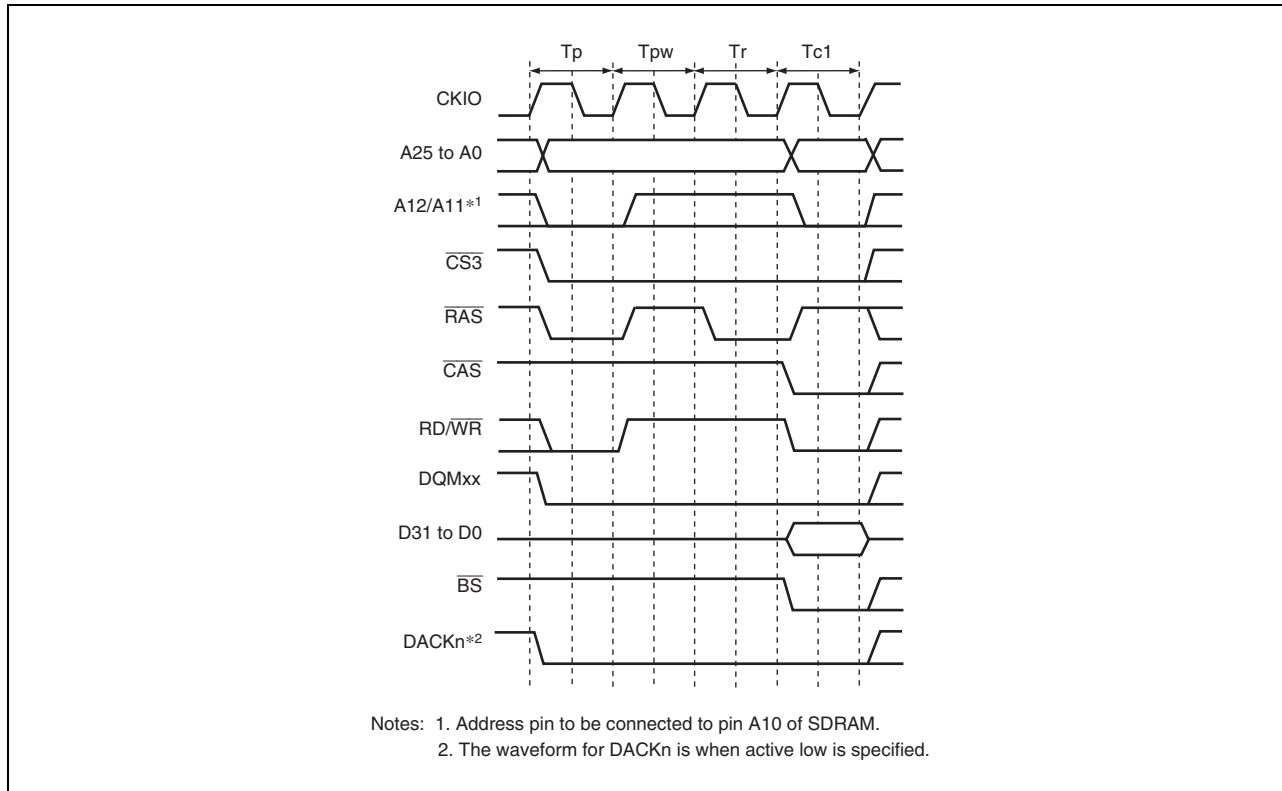 Tp Tpw Tr Tc1
CKIO
A25 to A0
A12/A11*1
CS3
RAS
CAS
RD/WR
DQMxx
D31 to D0
BS
DACKn*2
Notes: 1. Address pin to be connected to pin A10 of SDRAM.
2. The waveform for DACKn is when active low is specified.